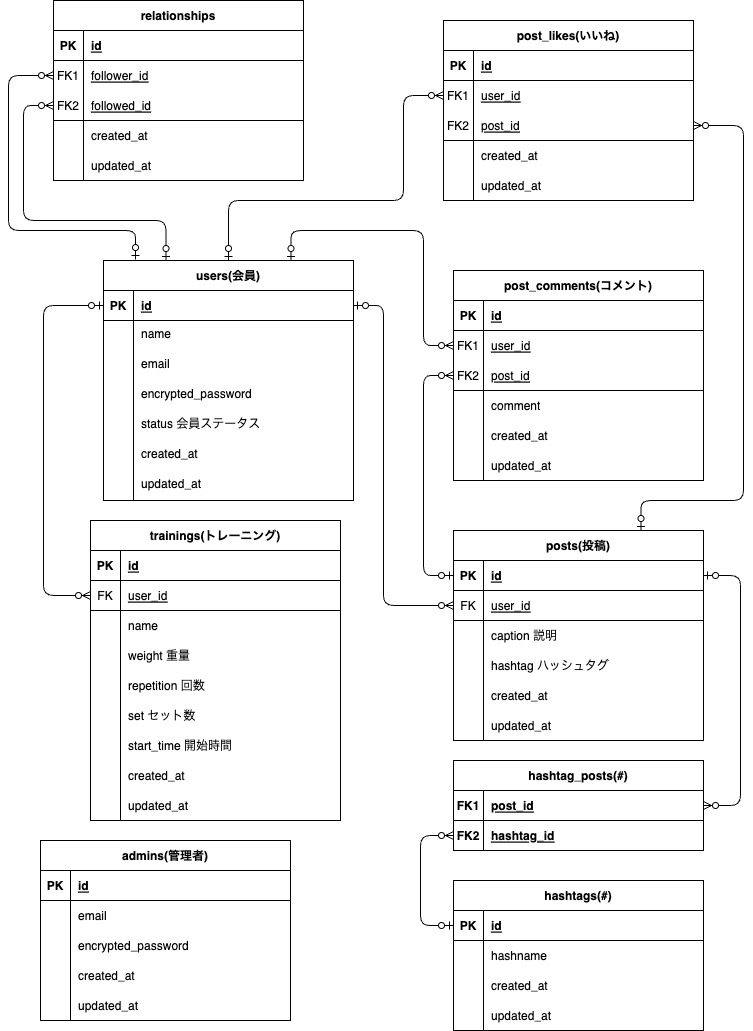 relationships
PK id
FK1 follower_id
FK2 followed_id
created_at
updated_at
post_likes(いいね)
PK id
FK1 user_id
FK2 post_id
created_at
updated_at
users(会員)
PK id
name
email
encrypted_password
status 会員ステータス
created_at
updated_at
post_comments(コメント)
PK id
FK1 user_id
FK2 post_id
comment
created_at
updated_at
trainings(トレーニング)
PK id
FK user_id
name
weight 重量
repetition 回数
set セット数
start_time 開始時間
created_at
updated_at
posts(投稿)
PK id
FK user_id
caption 説明
hashtag ハッシュタグ
created_at
updated_at
hashtag_posts(#)
FK1 post_id
FK2 hashtag_id
admins(管理者)
PK id
email
encrypted_password
created_at
updated_at
hashtags(#)
PK id
hashname
created_at
updated_at